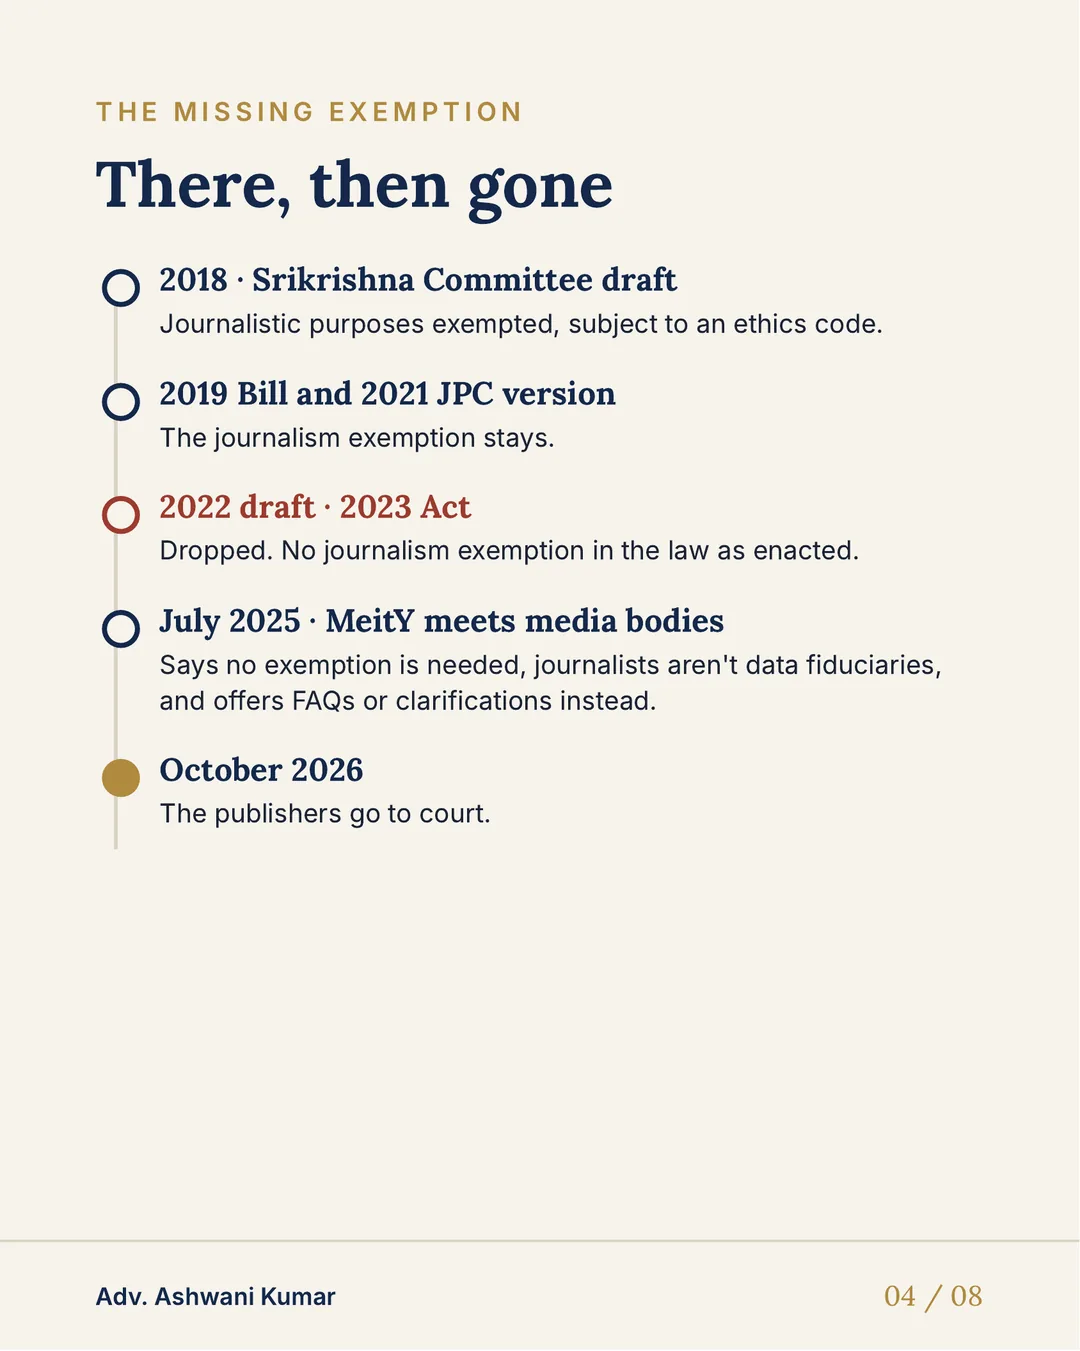 THE MISSING EXEMPTION
There, then gone
2018 · Srikrishna Committee draft
Journalistic purposes exempted, subject to an ethics code.
2019 Bill and 2021 JPC version
The journalism exemption stays.
2022 draft · 2023 Act
Dropped. No journalism exemption in the law as enacted.
July 2025 · MeitY meets media bodies
Says no exemption is needed, journalists aren't data fiduciaries,
and offers FAQs or clarifications instead.
October 2026
The publishers go to court.
Adv. Ashwani Kumar
04 / 08